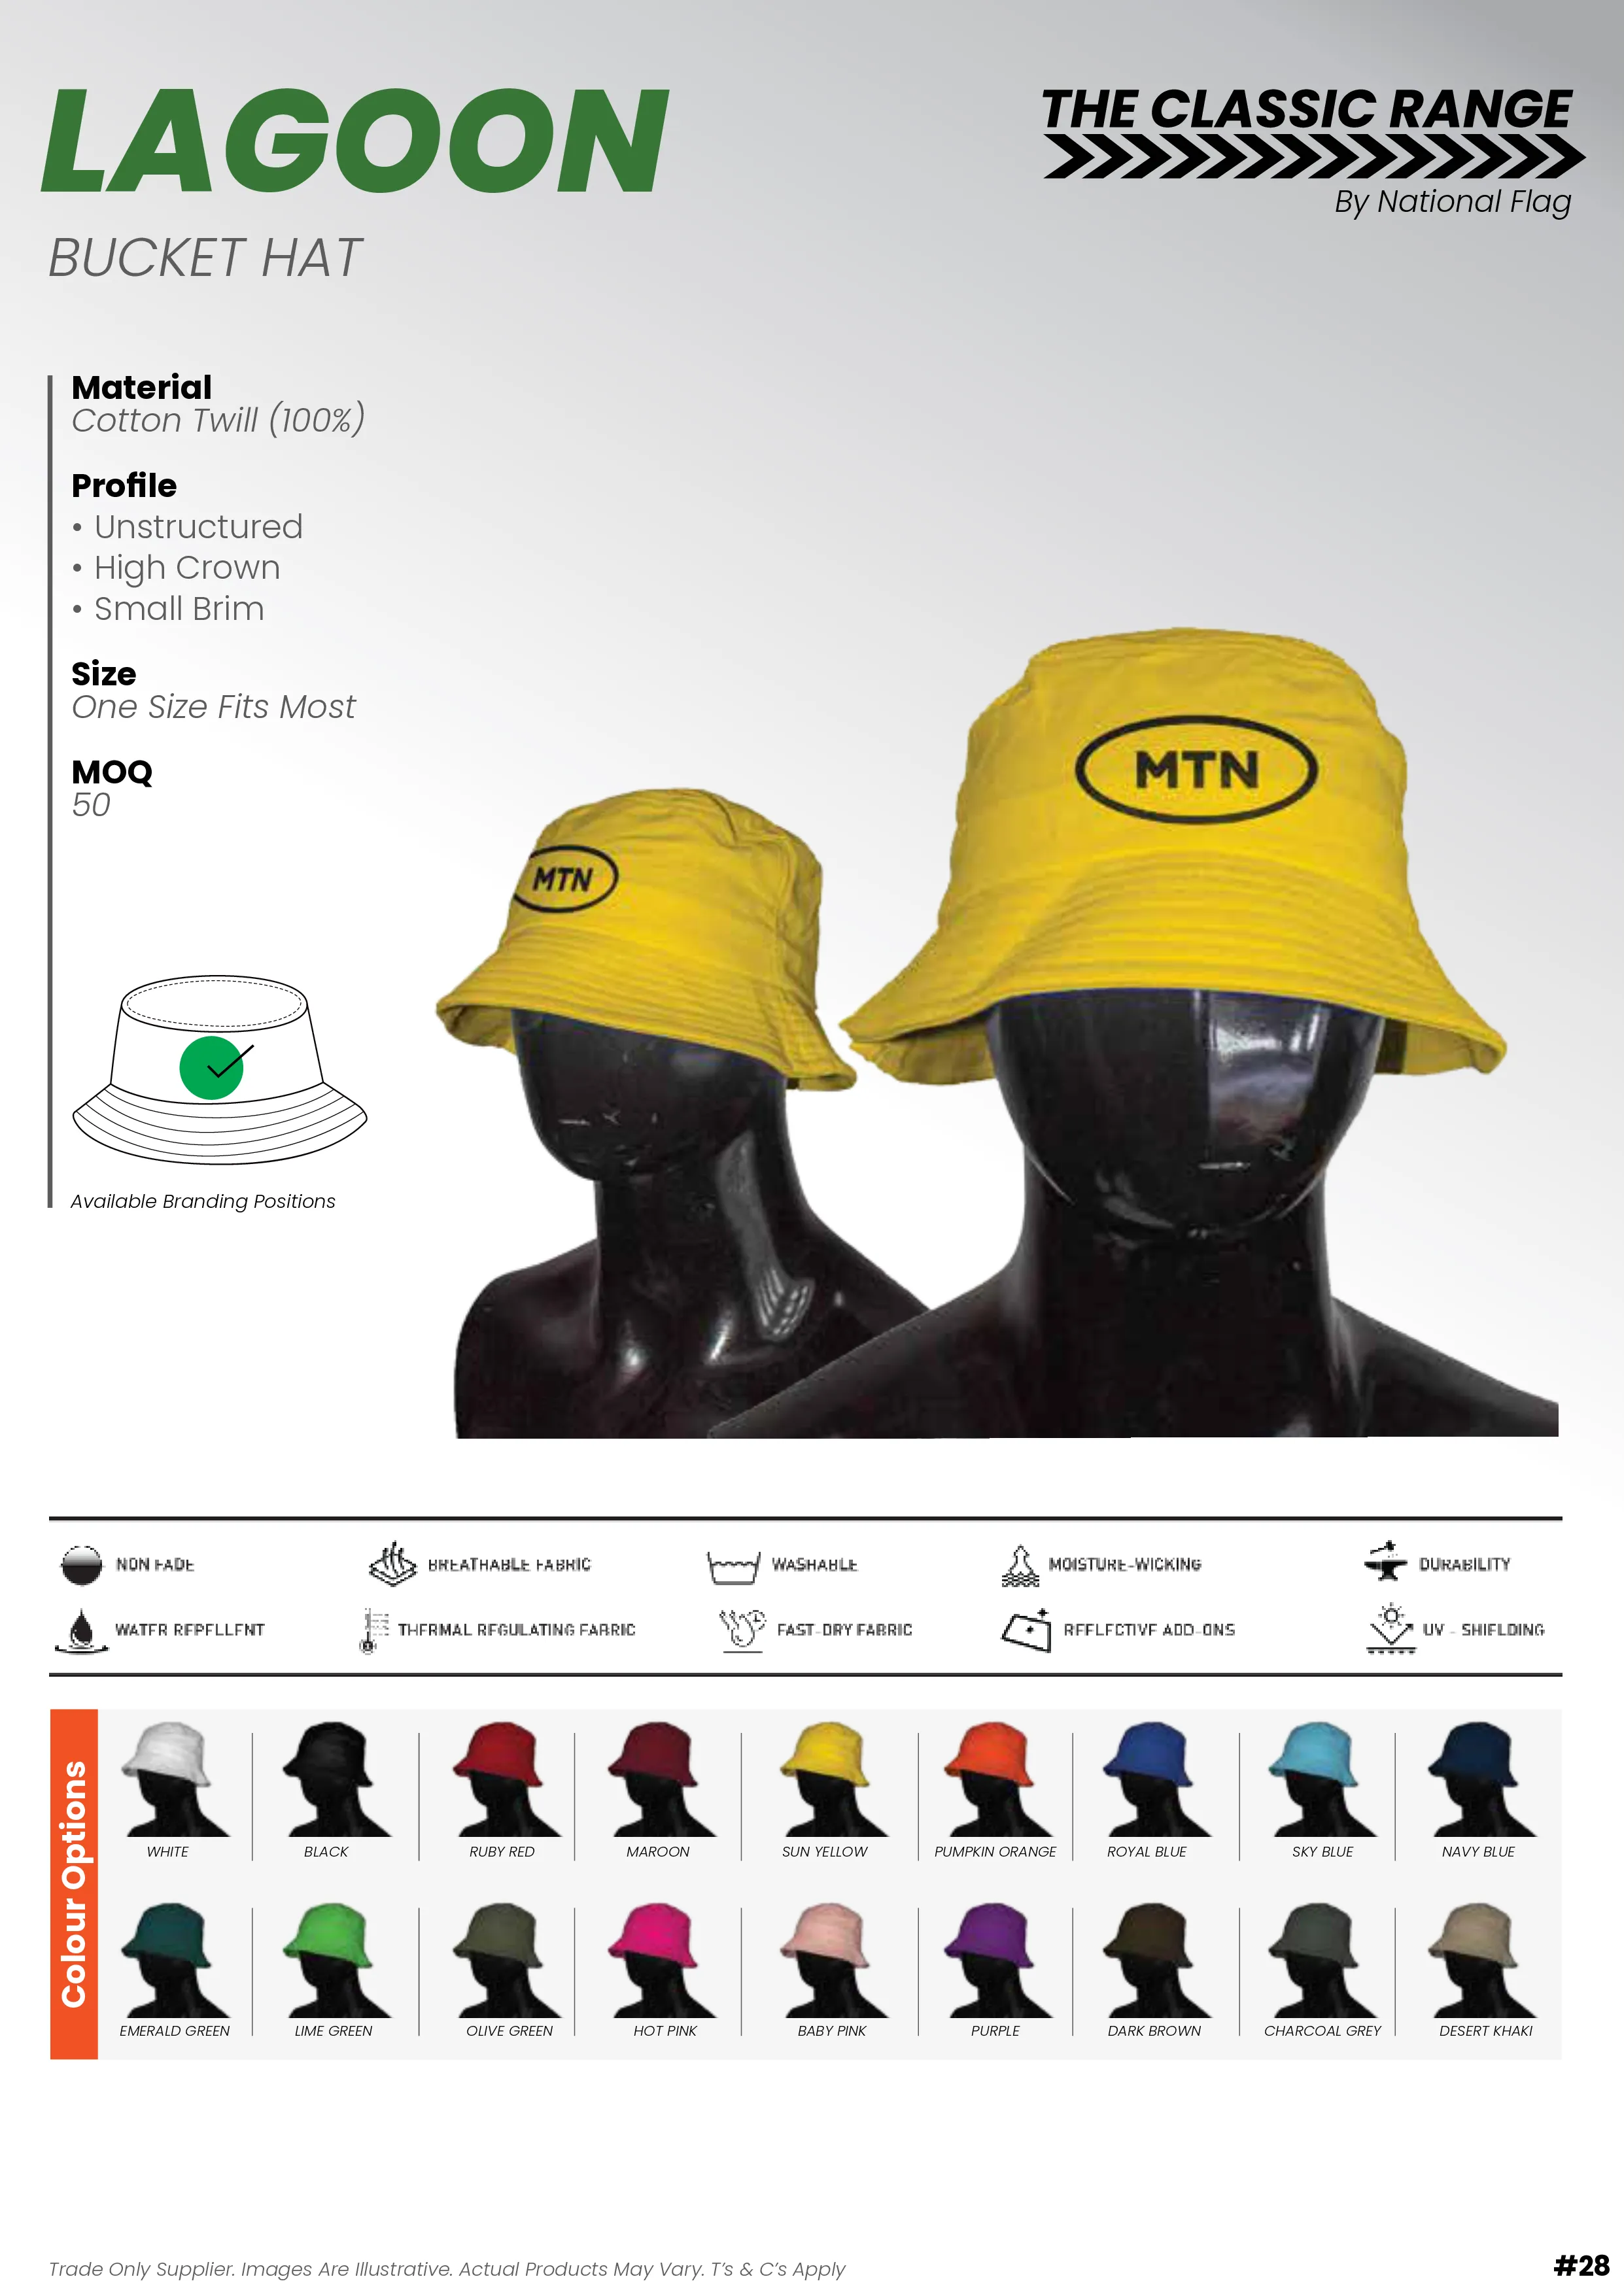 LAGOON
BUCKET HAT
THE CLASSIC RANGE
By National Flag
Material
Cotton Twill (100%)
Profile
• Unstructured
• High Crown
• Small Brim
Size
One Size Fits Most
MOQ
50
MTN
MTN
Available Branding Positions
NON FADE
BREATHABLE FABRIC
WASHABLE
MOISTURE-WICKING
DURABILITY
WATER REPELLENT
THERMAL REGULATING FABRIC
FAST-DRY FABRIC
REFLECTIVE ADD-ONS
UV - SHIELDING
Colour Options
WHITE
BLACK
RUBY RED
MAROON
SUN YELLOW
PUMPKIN ORANGE
ROYAL BLUE
SKY BLUE
NAVY BLUE
EMERALD GREEN
LIME GREEN
OLIVE GREEN
HOT PINK
BABY PINK
PURPLE
DARK BROWN
CHARCOAL GREY
DESERT KHAKI
Trade Only Supplier. Images Are Illustrative. Actual Products May Vary. T's & C's Apply
#28